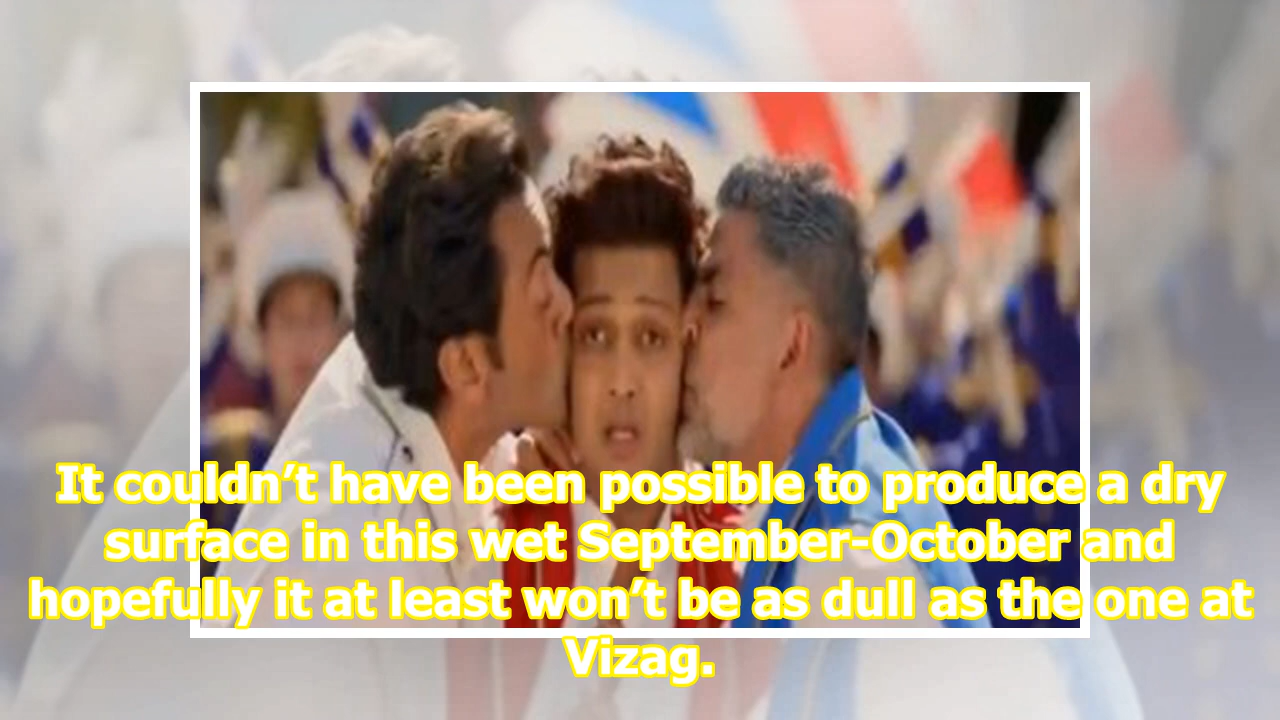 It couldn’t have been possible to produce a dry
surface in this wet September-October and
hopefully it at least won’t be as dull as the one at
Vizag.